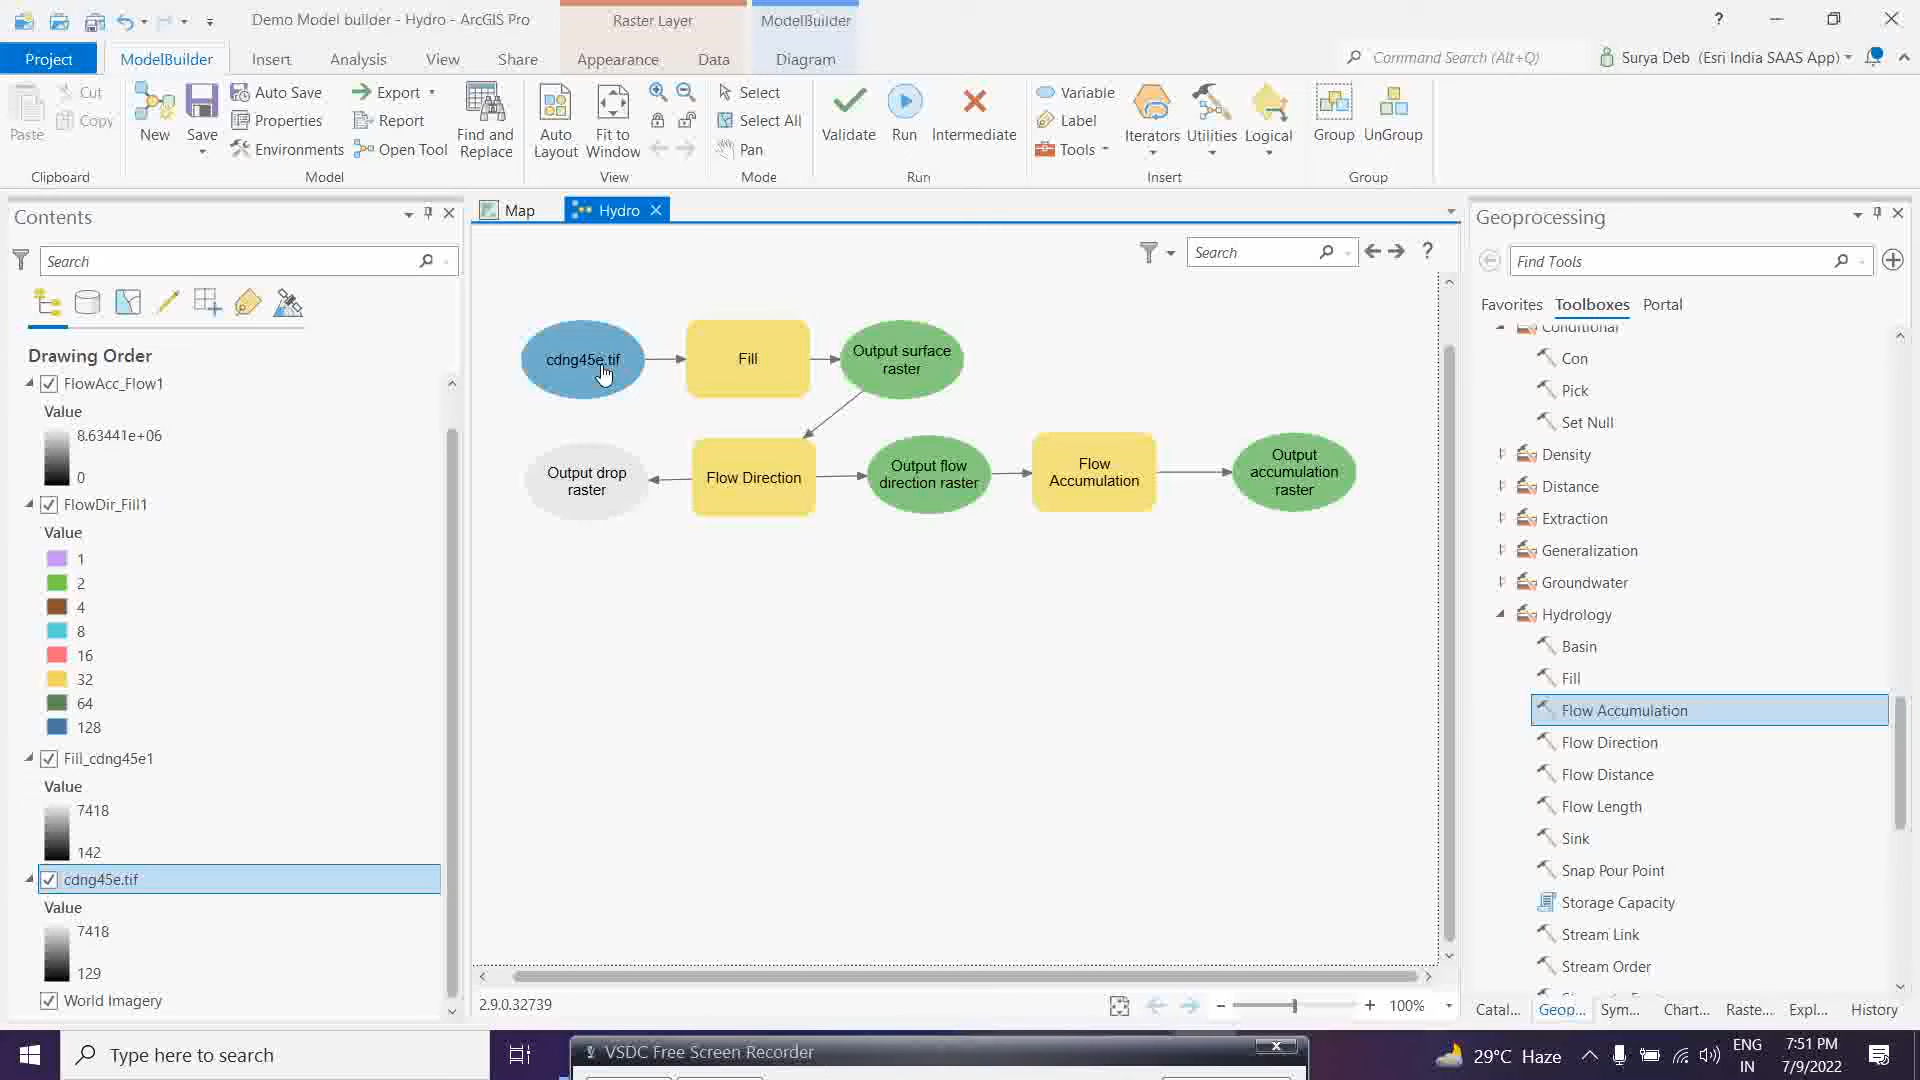 Demo Model builder - Hydro - ArcGIS Pro
Raster Layer
ModelBuilder
?
Project
ModelBuilder
Insert
Analysis
View
Share
Appearance
Data
Diagram
Command Search (Alt+Q)
Surya Deb (Esri India SAAS App)
Paste
Cut
Copy
Clipboard
New
Save
Auto Save
Properties
Environments
Export
Report
Open Tool
Find and
Replace
Model
Auto
Layout
Fit to
Window
View
Select
Select All
Pan
Mode
Validate
Run
Intermediate
Run
Variable
Label
Tools
Iterators
Utilities
Logical
Insert
Group
UnGroup
Group
Contents
Search
Drawing Order
FlowAcc_Flow1
Value
8.63441e+06
0
FlowDir_Fill1
Value
1
2
4
8
16
32
64
128
Fill_cdng45e1
Value
7418
142
cdng45e.tif
Value
7418
129
World Imagery
Map
Hydro
Search
?
cdng45e.tif
Fill
Output surface
raster
Output drop
raster
Flow Direction
Output flow
direction raster
Flow
Accumulation
Output
accumulation
raster
2.9.0.32739
100%
Geoprocessing
Find Tools
Favorites
Toolboxes
Portal
Conditional
Con
Pick
Set Null
Density
Distance
Extraction
Generalization
Groundwater
Hydrology
Basin
Fill
Flow Accumulation
Flow Direction
Flow Distance
Flow Length
Sink
Snap Pour Point
Storage Capacity
Stream Link
Stream Order
Catal...
Geop...
Sym...
Chart...
Raste...
Expl...
History
Type here to search
VSDC Free Screen Recorder
29°C Haze
ENG
IN
7:51 PM
7/9/2022